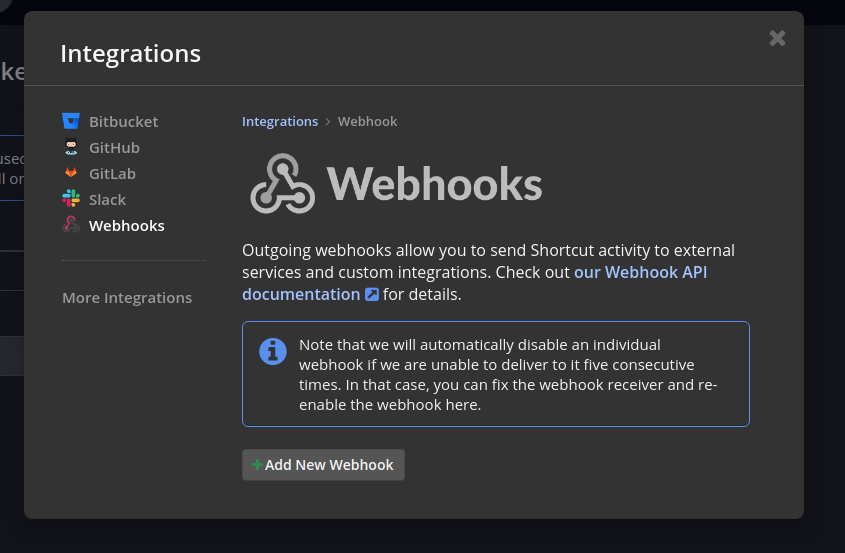 Integrations
ke
used
ll or
Bitbucket
GitHub
GitLab
Slack
Webhooks
More Integrations
Integrations › Webhook
Webhooks
Outgoing webhooks allow you to send Shortcut activity to external
services and custom integrations. Check out our Webhook API
documentation for details.
Note that we will automatically disable an individual
webhook if we are unable to deliver to it five consecutive
times. In that case, you can fix the webhook receiver and re-
enable the webhook here.
+Add New Webhook